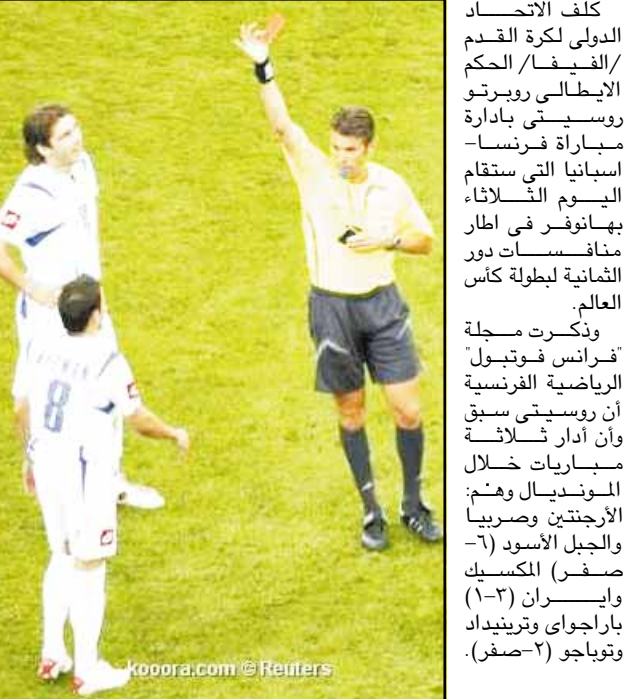 كلف الاتحاد
الدولى لكرة القدم
/الفيفا/ الحكم
الايطالى روبرتو
روسيتى بادارة
مباراة فرنسا-
اسبانيا التى ستقام
اليوم الثلاثاء
بهانوفر فى اطار
منافسات دور
الثمانية لبطولة كأس
العالم.
وذكرت مجلة
"فرانس فوتبول"
الرياضية الفرنسية
أن روسيتى سبق
وأن أدار ثلاثة
مباريات خلال
المونديال وهم:
الأرجنتين وصربيا
والجبل الأسود (٦-
صفر) المكسيك
وايران (٣-١)
باراجواى وترينيداد
وتوباجو (٢-صفر).
8
kooora.com © Reuters